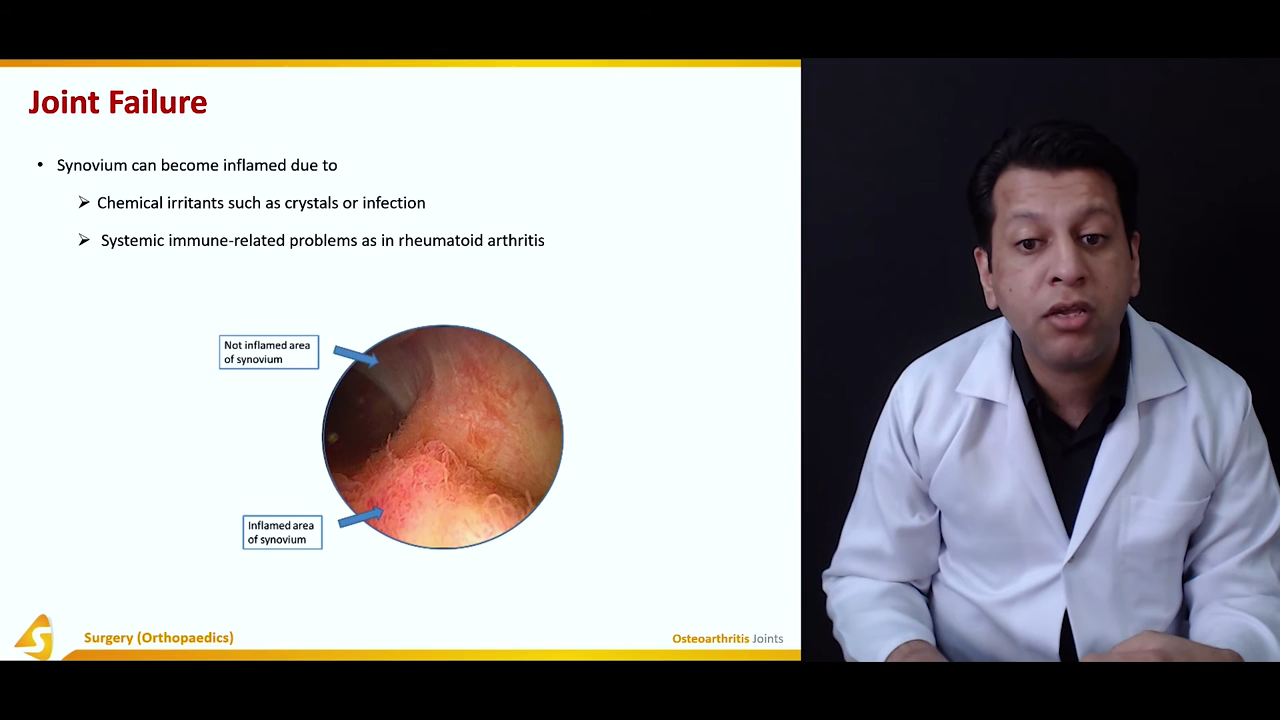 Joint Failure
• Synovium can become inflamed due to
➢ Chemical irritants such as crystals or infection
➢ Systemic immune-related problems as in rheumatoid arthritis
Not inflamed area
of synovium
Inflamed area
of synovium
Surgery (Orthopaedics)
Osteoarthritis Joints